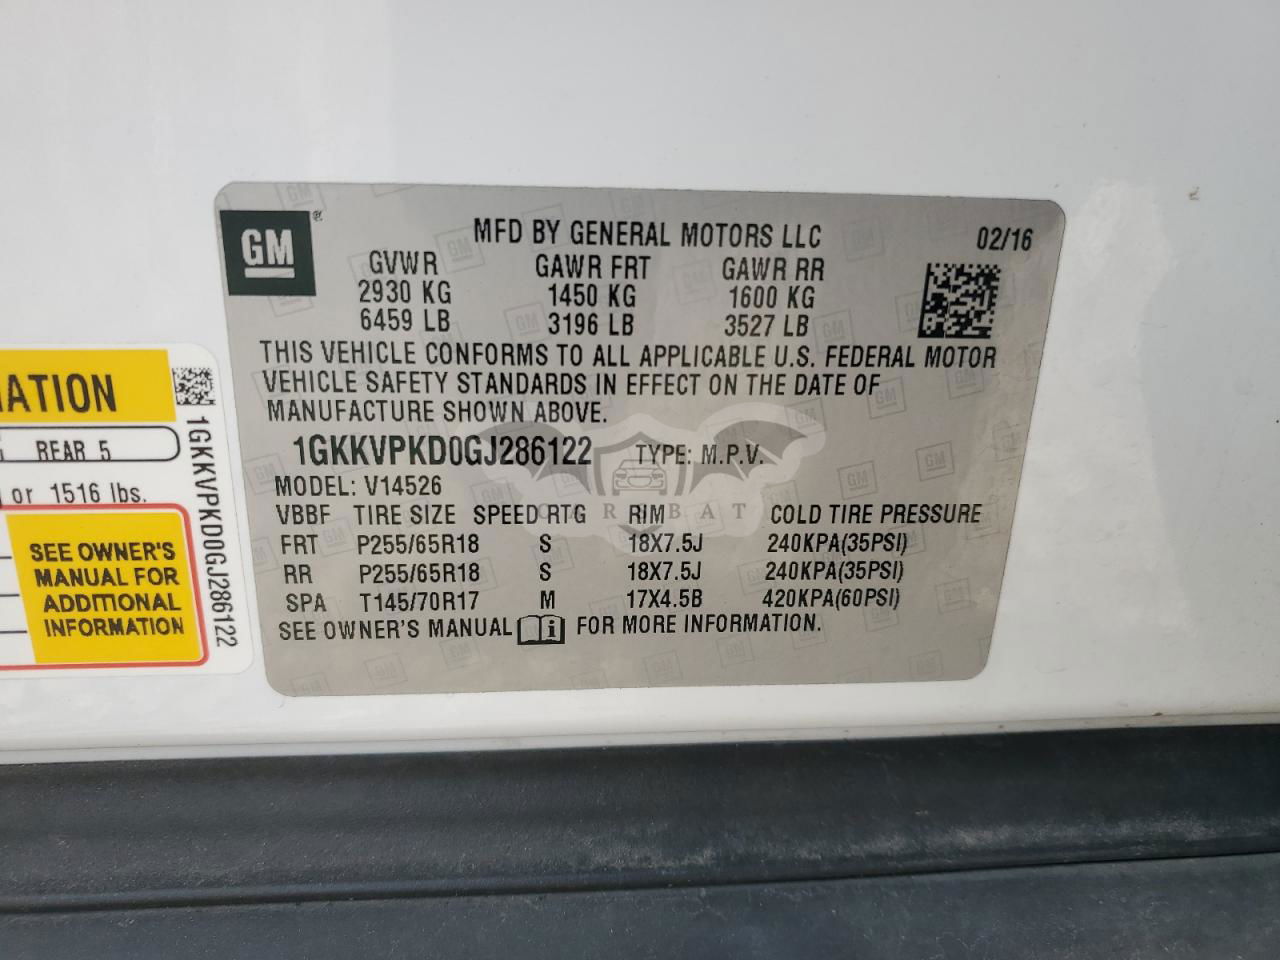 GM ®
MFD BY GENERAL MOTORS LLC 02/16
GVWR GAWR FRT GAWR RR
2930 KG 1450 KG 1600 KG
6459 LB 3196 LB 3527 LB
THIS VEHICLE CONFORMS TO ALL APPLICABLE U.S. FEDERAL MOTOR
VEHICLE SAFETY STANDARDS IN EFFECT ON THE DATE OF
MANUFACTURE SHOWN ABOVE.
1GKKVPKD0GJ286122 TYPE: M.P.V.
MODEL: V14526
VBBF TIRE SIZE SPEED RTG RIM COLD TIRE PRESSURE
FRT P255/65R18 S 18X7.5J 240KPA(35PSI)
RR P255/65R18 S 18X7.5J 240KPA(35PSI)
SPA T145/70R17 M 17X4.5B 420KPA(60PSI)
SEE OWNER'S MANUAL i FOR MORE INFORMATION.
CARBAT
ATION
REAR 5
or 1516 lbs.
SEE OWNER'S
MANUAL FOR
ADDITIONAL
INFORMATION
1GKKVPKD0GJ286122